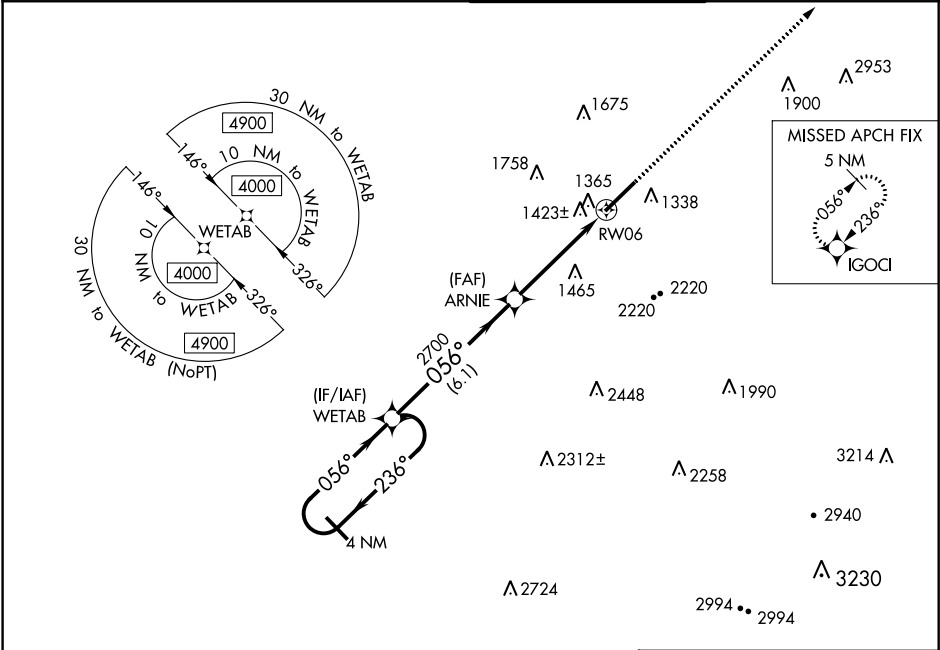 30 NM to WETAB
4900
146°
10 NM to WETAB
4000
326°
146°
WETAB
10 NM to WETAB
4000
326°
30 NM to WETAB (NoPT)
4900
1675
1900
2953
1758
1365
1423±
1338
RW06
MISSED APCH FIX
5 NM
056°
236°
IGOCI
(FAF)
ARNIE
1465
2220
2220
2700
056°
(6.1)
(IF/IAF)
WETAB
2448
1990
056°
236°
4 NM
2312±
2258
3214
2940
3230
2724
2994
2994